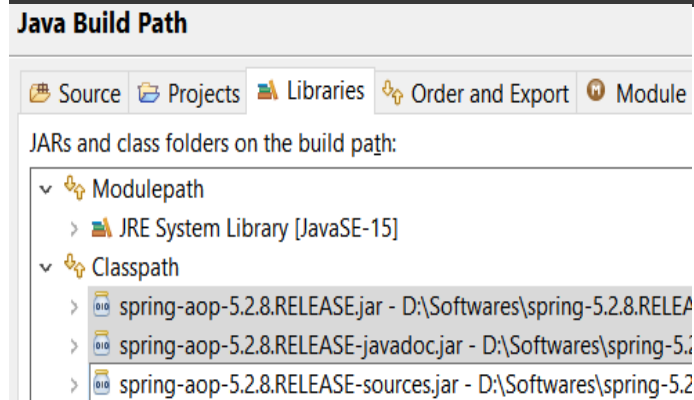 Java Build Path
Source Projects Libraries Order and Export Module
JARs and class folders on the build path:
Modulepath
JRE System Library [JavaSE-15]
Classpath
spring-aop-5.2.8.RELEASE.jar - D:\Softwares\spring-5.2.8.RELEA
spring-aop-5.2.8.RELEASE-javadoc.jar - D:\Softwares\spring-5.2
spring-aop-5.2.8.RELEASE-sources.jar - D:\Softwares\spring-5.2